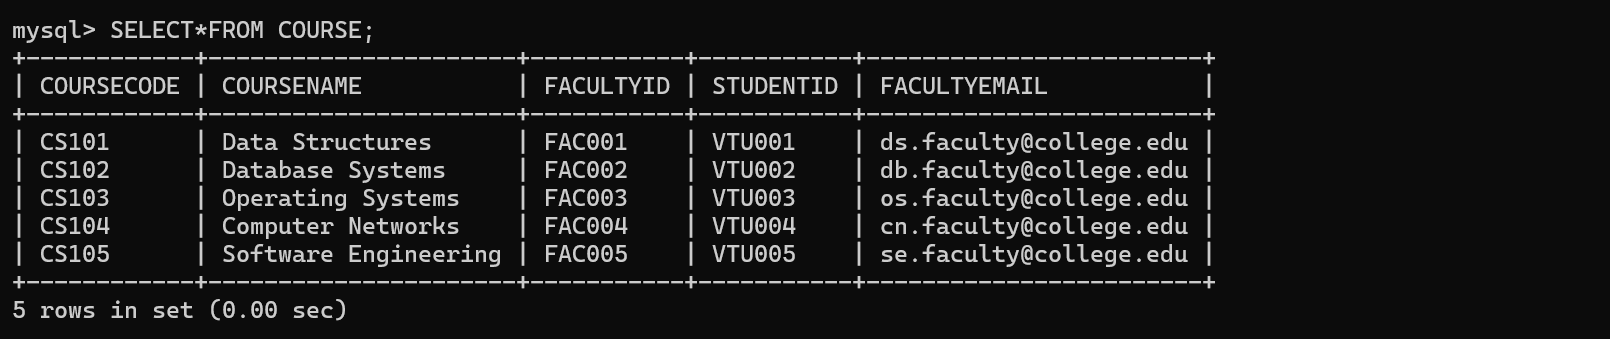 mysql> SELECT*FROM COURSE;
+------------+----------------------+-----------+-----------+------------------------+
| COURSECODE | COURSENAME           | FACULTYID | STUDENTID | FACULTYEMAIL           |
+------------+----------------------+-----------+-----------+------------------------+
| CS101      | Data Structures      | FAC001    | VTU001    | ds.faculty@college.edu |
| CS102      | Database Systems     | FAC002    | VTU002    | db.faculty@college.edu |
| CS103      | Operating Systems    | FAC003    | VTU003    | os.faculty@college.edu |
| CS104      | Computer Networks    | FAC004    | VTU004    | cn.faculty@college.edu |
| CS105      | Software Engineering | FAC005    | VTU005    | se.faculty@college.edu |
+------------+----------------------+-----------+-----------+------------------------+
5 rows in set (0.00 sec)